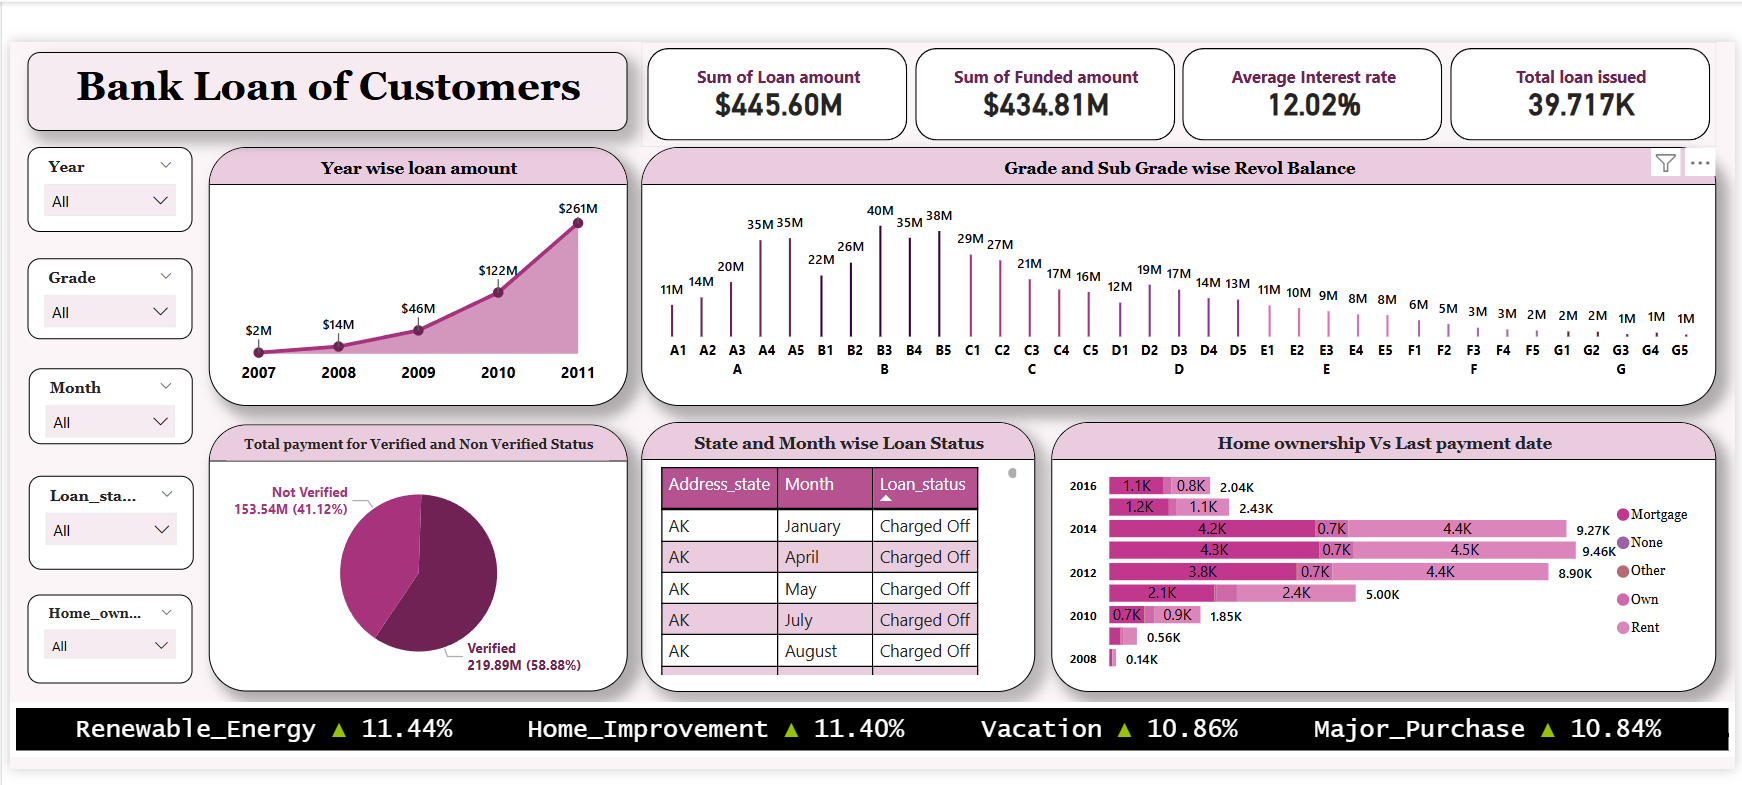 Bank Loan of Customers
Sum of Loan amount
$445.60M
Sum of Funded amount
$434.81M
Average Interest rate
12.02%
Total loan issued
39.717K
Year
All
Grade
All
Month
All
Loan_sta...
All
Home_own...
All
Year wise loan amount
$2M
$14M
$46M
$122M
$261M
2007 2008 2009 2010 2011
Grade and Sub Grade wise Revol Balance
11M 14M 20M 35M 35M 22M 26M 40M 35M 38M 29M 27M 21M 17M 16M 12M 19M 17M 14M 13M 11M 10M 9M 8M 8M 6M 5M 3M 3M 2M 2M 2M 1M 1M 1M
A1 A2 A3 A4 A5 B1 B2 B3 B4 B5 C1 C2 C3 C4 C5 D1 D2 D3 D4 D5 E1 E2 E3 E4 E5 F1 F2 F3 F4 F5 G1 G2 G3 G4 G5
A B C D E F G
Total payment for Verified and Non Verified Status
Not Verified
153.54M (41.12%)
Verified
219.89M (58.88%)
State and Month wise Loan Status
Address_state Month Loan_status
AK January Charged Off
AK April Charged Off
AK May Charged Off
AK July Charged Off
AK August Charged Off
Home ownership Vs Last payment date
2016 1.1K 0.8K 2.04K
1.2K 1.1K 2.43K
2014 4.2K 0.7K 4.4K 9.27K
4.3K 0.7K 4.5K 9.46K
2012 3.8K 0.7K 4.4K 8.90K
2.1K 2.4K 5.00K
2010 0.7K 0.9K 1.85K
0.56K
2008 0.14K
Mortgage
None
Other
Own
Rent
Renewable_Energy ▲ 11.44% Home_Improvement ▲ 11.40% Vacation ▲ 10.86% Major_Purchase ▲ 10.84%